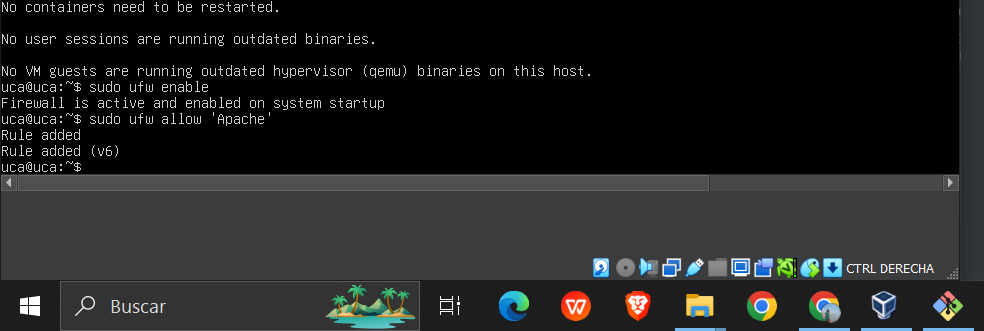 No containers need to be restarted.
No user sessions are running outdated binaries.
No VM guests are running outdated hypervisor (qemu) binaries on this host.
uca@uca:~$ sudo ufw enable
Firewall is active and enabled on system startup
uca@uca:~$ sudo ufw allow 'Apache'
Rule added
Rule added (v6)
uca@uca:~$
CTRL DERECHA
Buscar